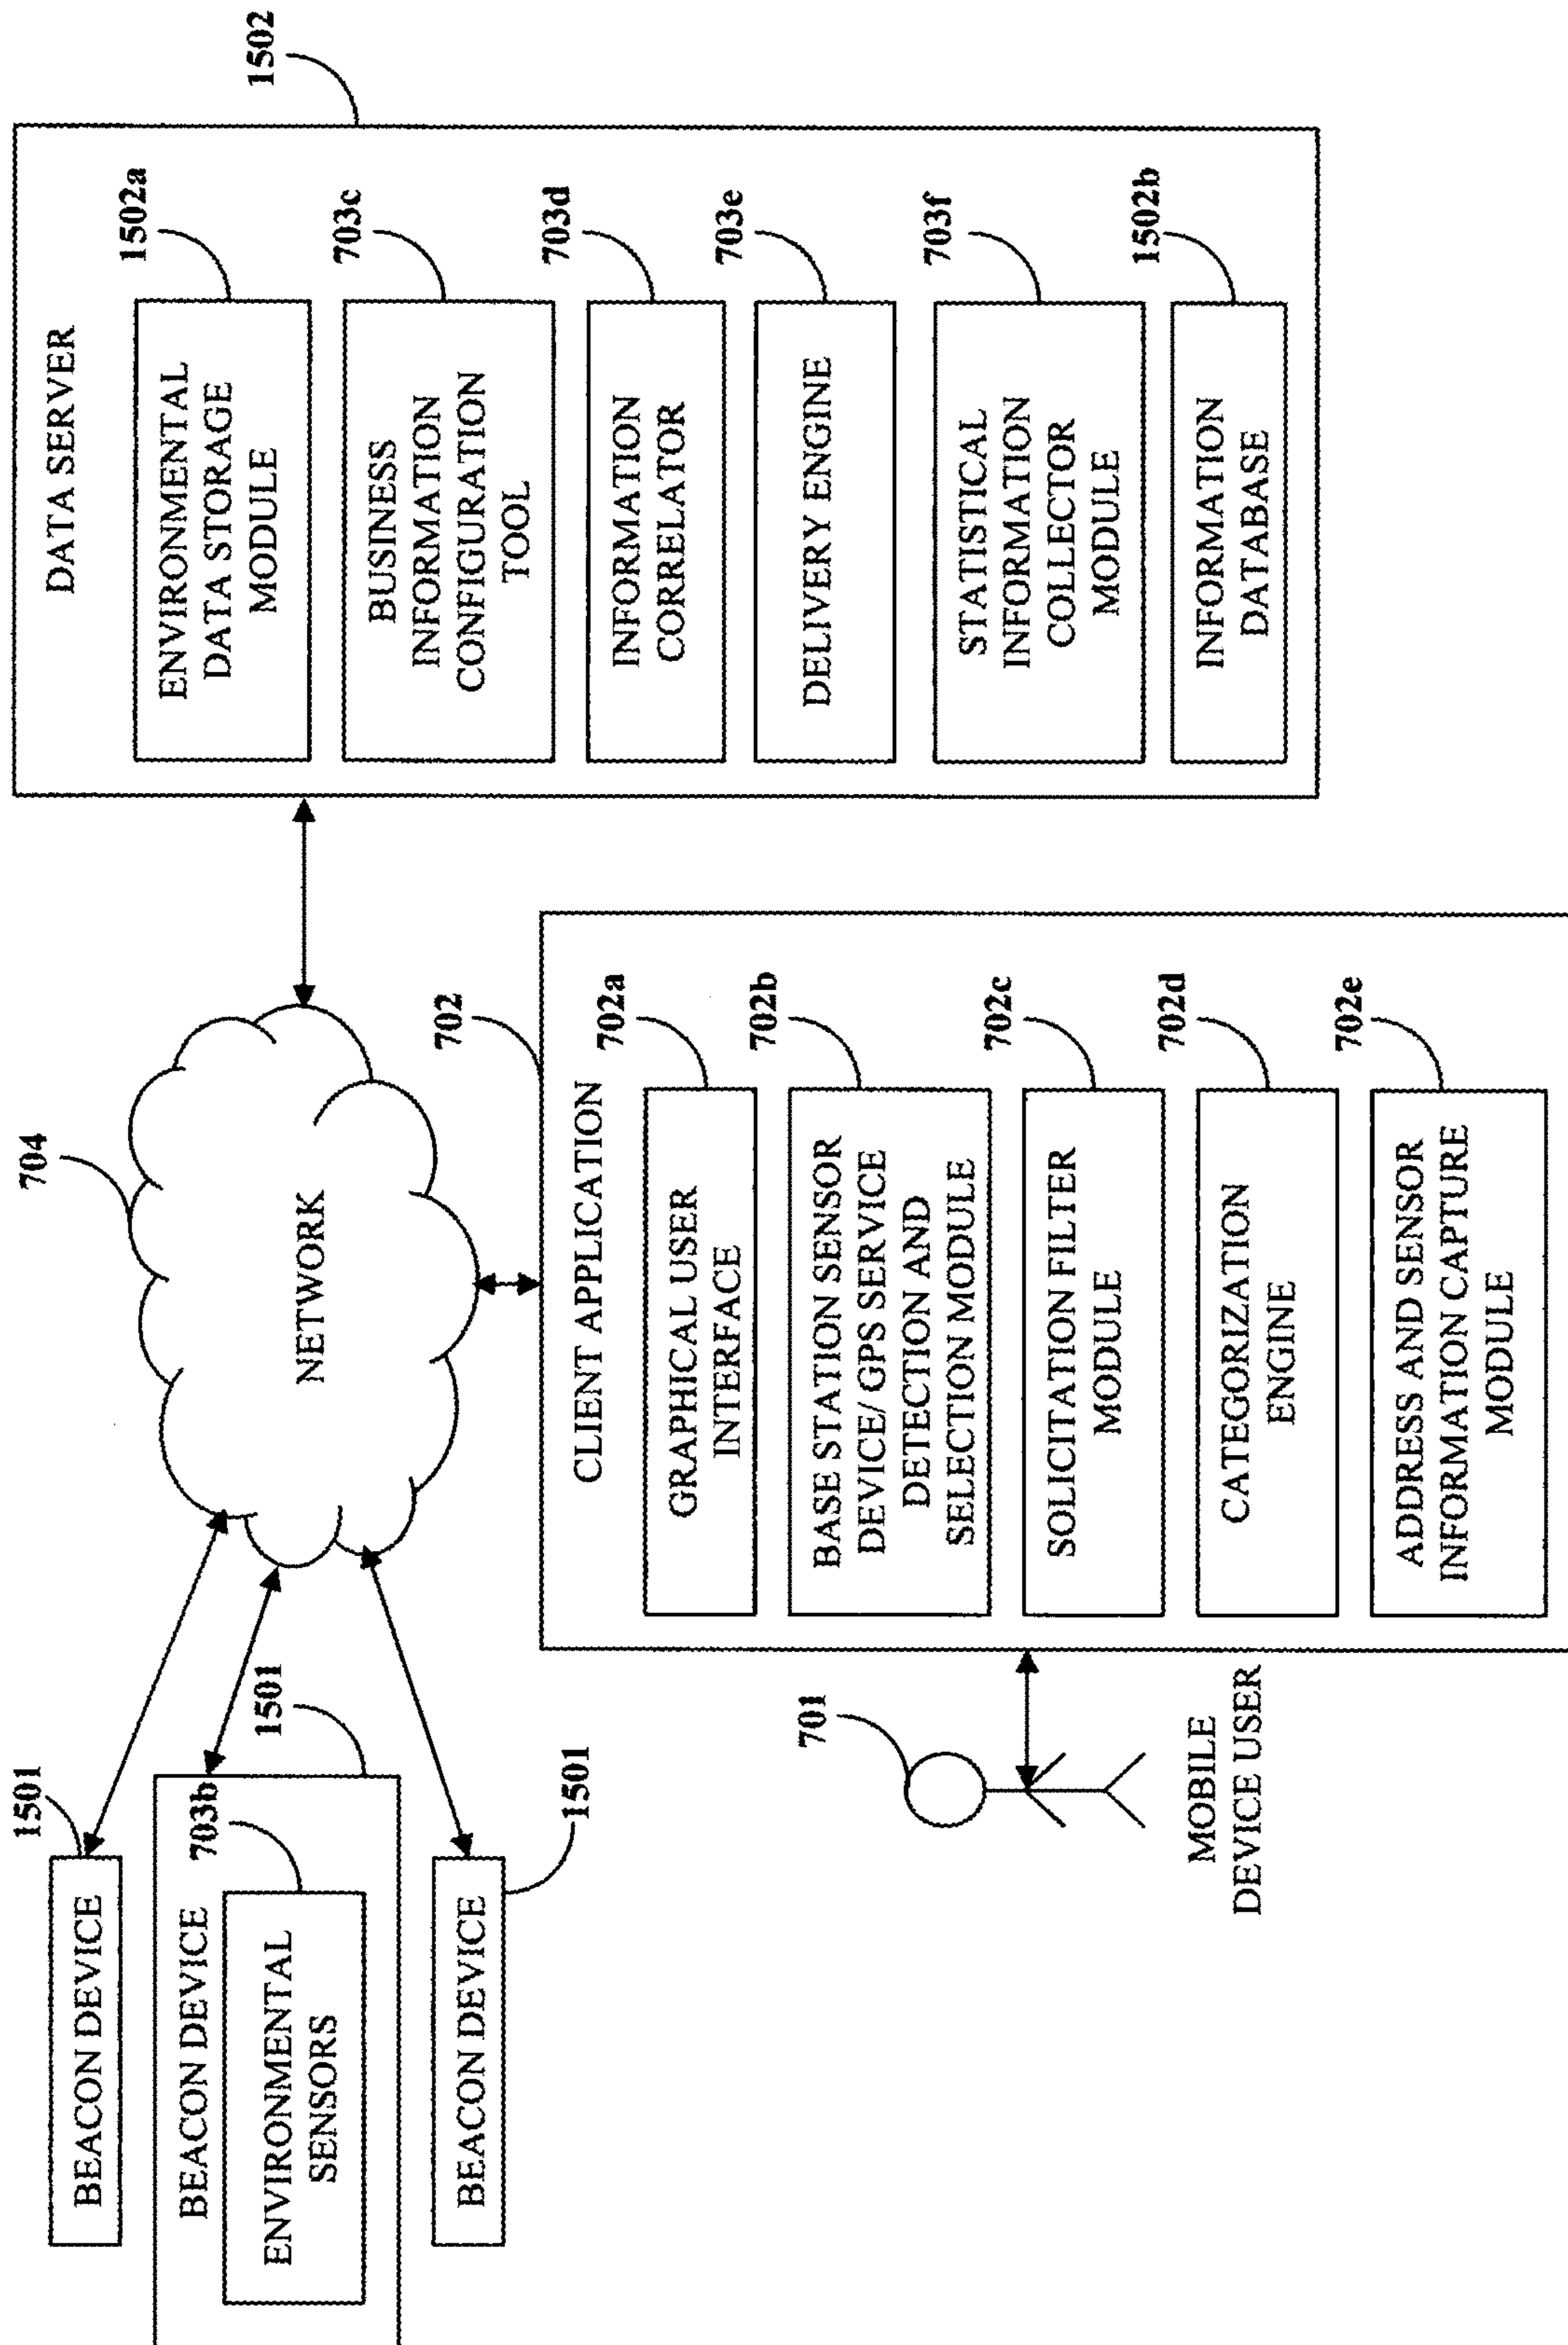 1501
BEACON DEVICE
BEACON DEVICE
703b
ENVIRONMENTAL
SENSORS
1501
BEACON DEVICE
1501
704
NETWORK
DATA SERVER
1502
ENVIRONMENTAL
DATA STORAGE
MODULE
1502a
BUSINESS
INFORMATION
CONFIGURATION
TOOL
703c
INFORMATION
CORRELATOR
703d
DELIVERY ENGINE
703e
STATISTICAL
INFORMATION
COLLECTOR
MODULE
703f
INFORMATION
DATABASE
1502b
701
MOBILE
DEVICE USER
CLIENT APPLICATION
702
GRAPHICAL USER
INTERFACE
702a
BASE STATION SENSOR
DEVICE/ GPS SERVICE
DETECTION AND
SELECTION MODULE
702b
SOLICITATION FILTER
MODULE
702c
CATEGORIZATION
ENGINE
702d
ADDRESS AND SENSOR
INFORMATION CAPTURE
MODULE
702e